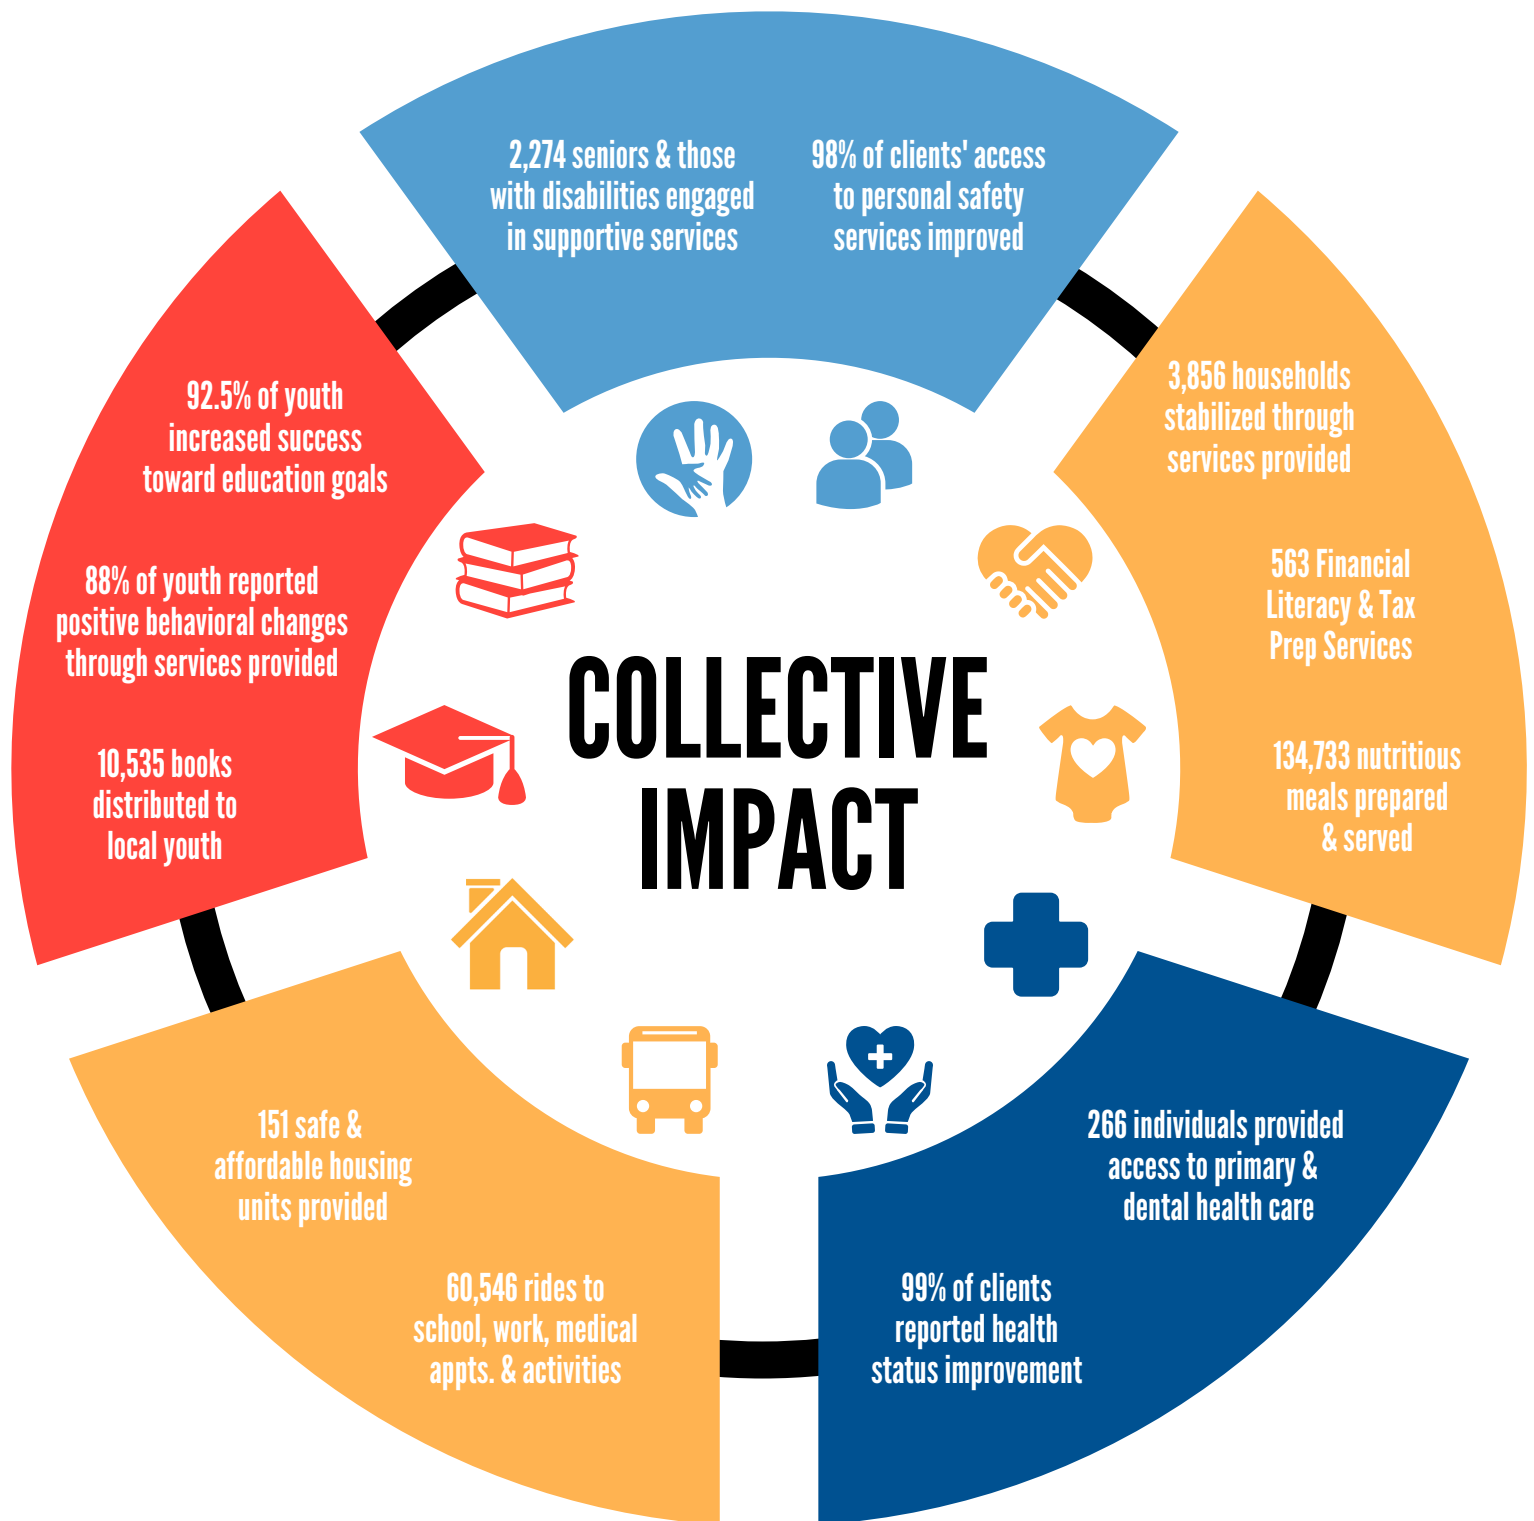 2,274 seniors & those
with disabilities engaged
in supportive services
98% of clients' access
to personal safety
services improved
3,856 households
stabilized through
services provided
563 Financial
Literacy & Tax
Prep Services
134,733 nutritious
meals prepared
& served
266 individuals provided
access to primary &
dental health care
99% of clients
reported health
status improvement
60,546 rides to
school, work, medical
appts. & activities
151 safe &
affordable housing
units provided
92.5% of youth
increased success
toward education goals
88% of youth reported
positive behavioral changes
through services provided
10,535 books
distributed to
local youth
COLLECTIVE
IMPACT